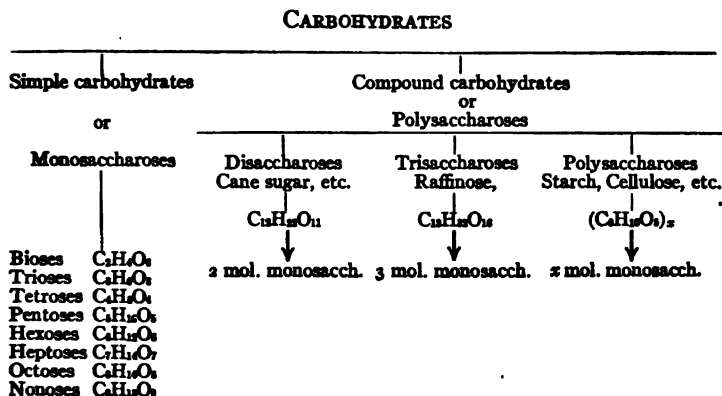 CARBOHYDRATES
Simple carbohydrates
or
Monosaccharoses
Compound carbohydrates
or
Polysaccharoses
Disaccharoses
Cane sugar, etc.
C₁₂H₂₂O₁₁
2 mol. monosacch.
Trisaccharoses
Raffinose,
C₁₈H₃₂O₁₆
3 mol. monosacch.
Polysaccharoses
Starch, Cellulose, etc.
(C₆H₁₀O₅)ₓ
x mol. monosacch.
Bioses C₂H₄O₂
Trioses C₃H₆O₃
Tetroses C₄H₈O₄
Pentoses C₅H₁₀O₅
Hexoses C₆H₁₂O₆
Heptoses C₇H₁₄O₇
Octoses C₈H₁₆O₈
Nonoses C₉H₁₈O₉